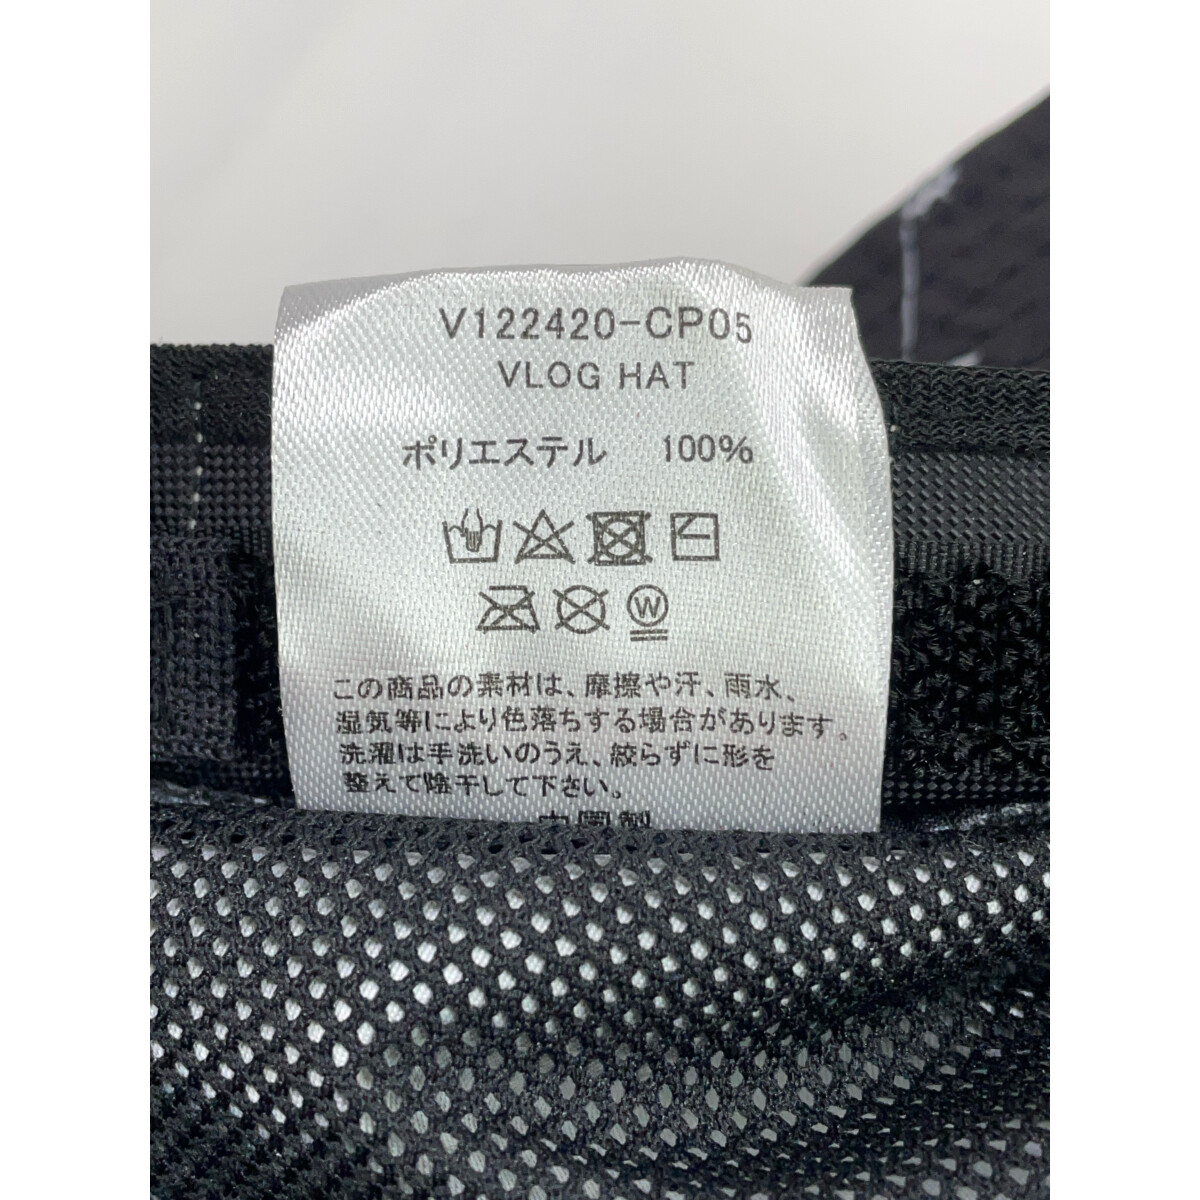 V122420-CP05
VLOG HAT
ポリエステル 100%
W
この商品の素材は、摩擦や汗、雨水、
湿気等により色落ちする場合があります。
洗濯は手洗いのうえ、絞らずに形を
整えて陰干して下さい。
中国製